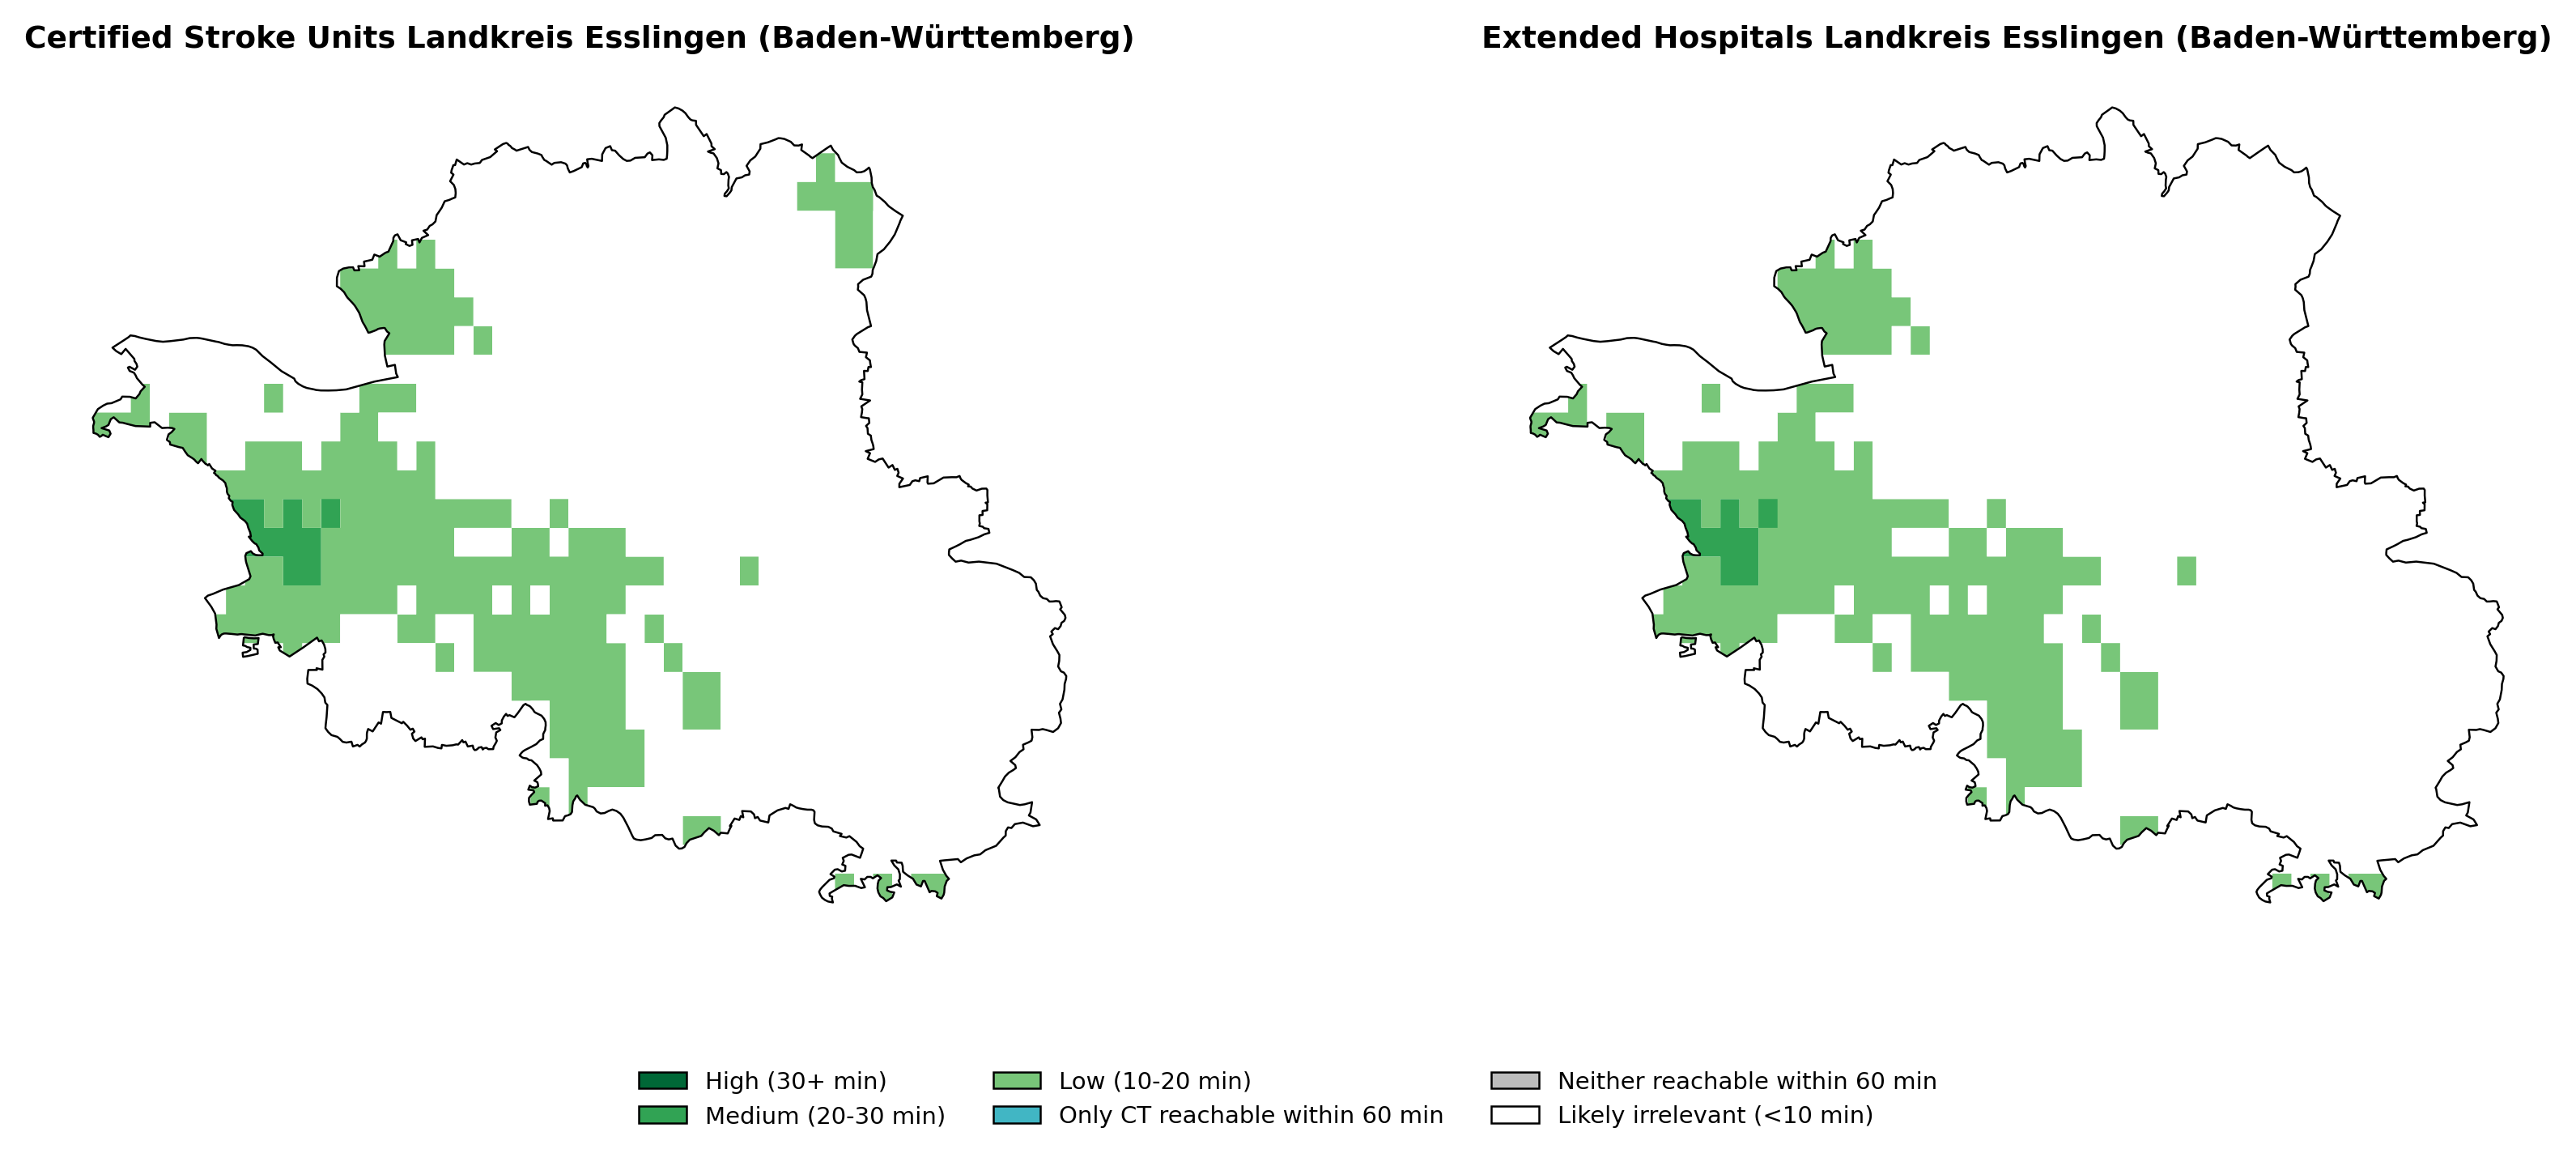 Certified Stroke Units Landkreis Esslingen (Baden-Württemberg)
Extended Hospitals Landkreis Esslingen (Baden-Württemberg)
High (30+ min)
Medium (20-30 min)
Low (10-20 min)
Only CT reachable within 60 min
Neither reachable within 60 min
Likely irrelevant (<10 min)